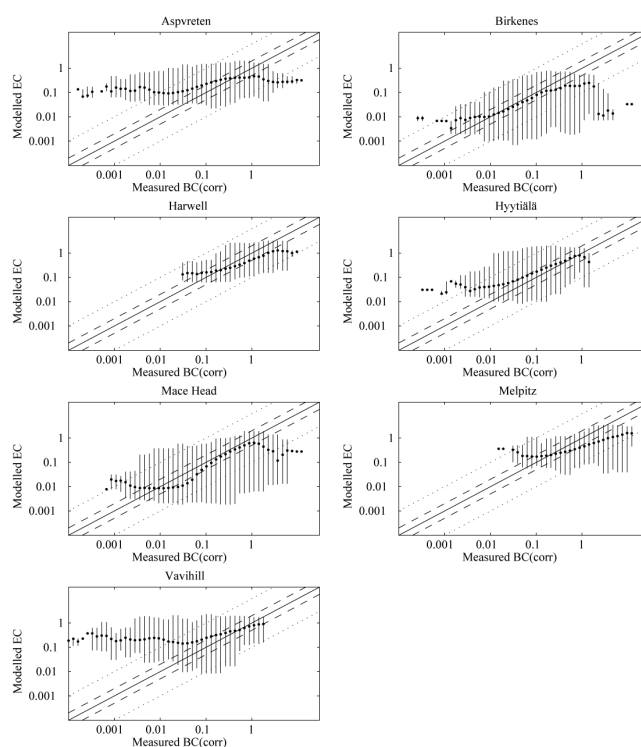 Aspvreten
Modelled EC
1
0.1
0.01
0.001
0.001 0.01 0.1 1
Measured BC(corr)
Birkenes
Modelled EC
1
0.1
0.01
0.001
0.001 0.01 0.1 1
Measured BC(corr)
Harwell
Modelled EC
1
0.1
0.01
0.001
0.001 0.01 0.1 1
Measured BC(corr)
Hyytiälä
Modelled EC
1
0.1
0.01
0.001
0.001 0.01 0.1 1
Measured BC(corr)
Mace Head
Modelled EC
1
0.1
0.01
0.001
0.001 0.01 0.1 1
Measured BC(corr)
Melpitz
Modelled EC
1
0.1
0.01
0.001
0.001 0.01 0.1 1
Measured BC(corr)
Vavihill
Modelled EC
1
0.1
0.01
0.001
0.001 0.01 0.1 1
Measured BC(corr)